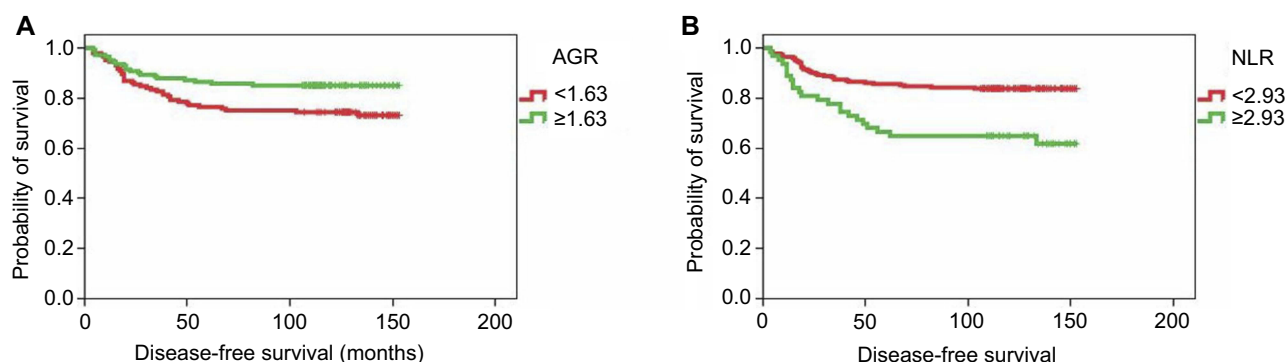 A
1.0
0.8
0.6
0.4
0.2
0.0
Probability of survival
0 50 100 150 200
Disease-free survival (months)
AGR
<1.63
≥1.63
B
1.0
0.8
0.6
0.4
0.2
0.0
Probability of survival
0 50 100 150 200
Disease-free survival
NLR
<2.93
≥2.93